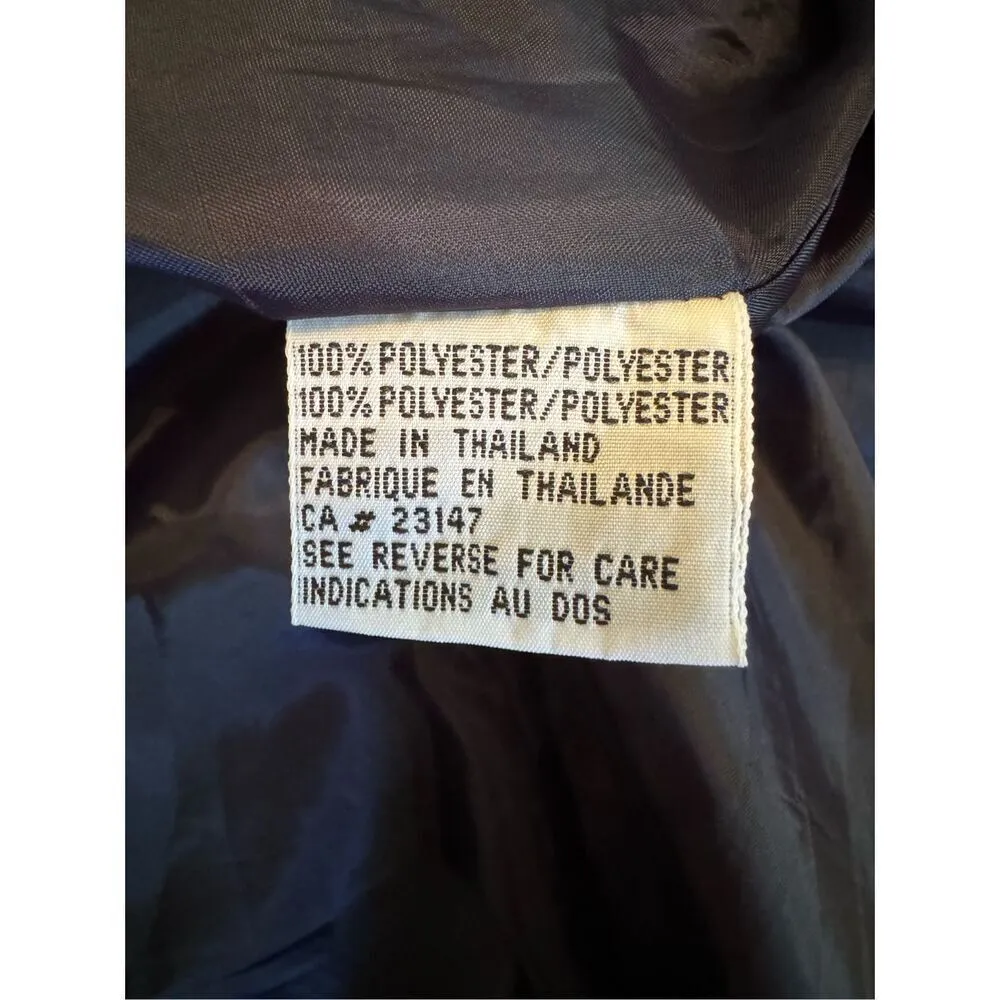 100% POLYESTER/POLYESTER
100% POLYESTER/POLYESTER
MADE IN THAILAND
FABRIQUE EN THAILANDE
CA # 23147
SEE REVERSE FOR CARE
INDICATIONS AU DOS